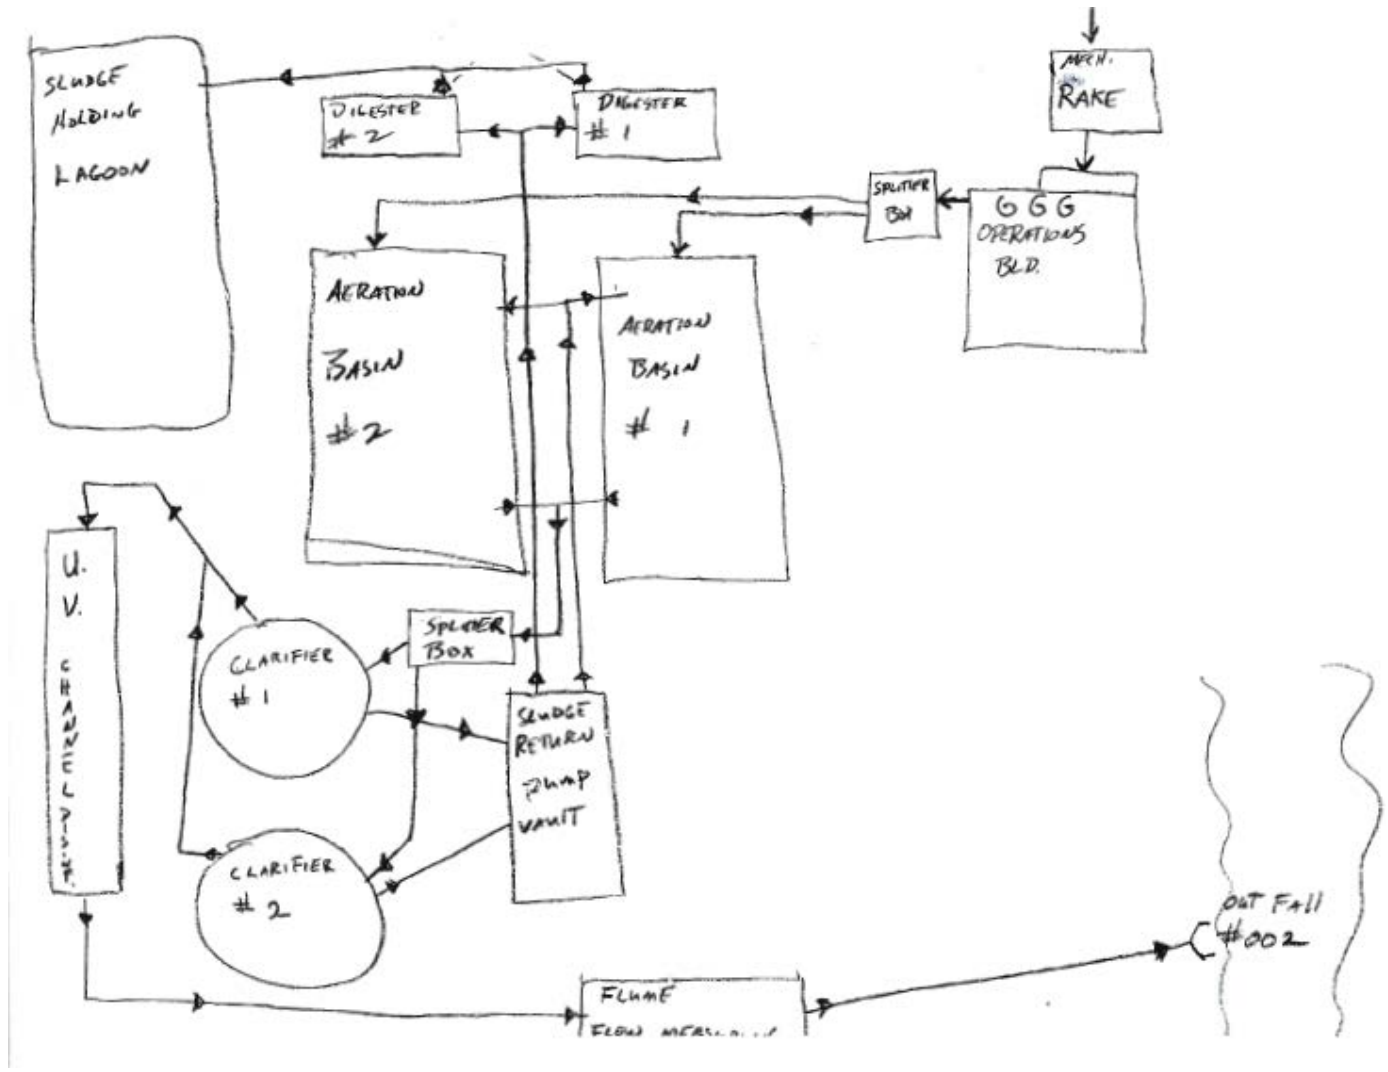 MECH.
RAKE
SLUDGE
HOLDING
LAGOON
DIGESTER
# 2
DIGESTER
# 1
SPLITTER
BOX
G G G
OPERATIONS
BLD.
AERATION
BASIN
# 2
AERATION
BASIN
# 1
U.
V.
CHANNEL
CLARIFIER
# 1
SPLITTER
BOX
SLUDGE
RETURN
PUMP
VAULT
CLARIFIER
# 2
OUT FAll
#002
FLUME
FLOW